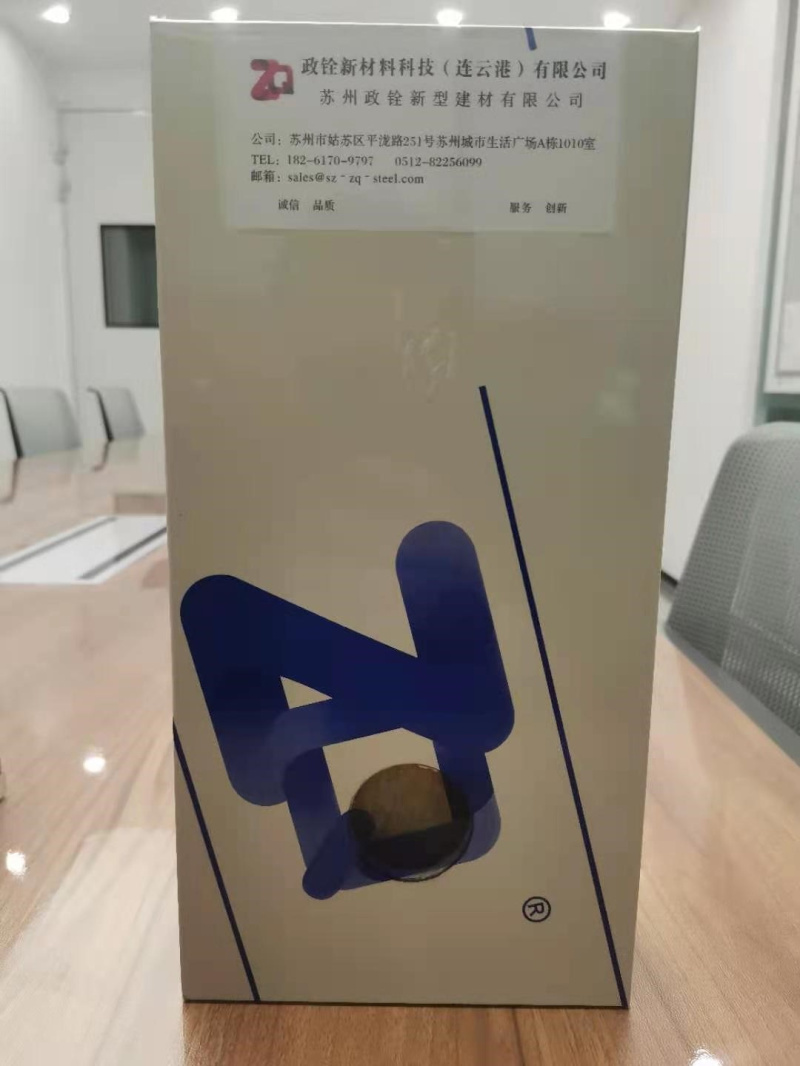 ZQ 政铨新材料科技（连云港）有限公司
苏州政铨新型建材有限公司
公司：苏州市姑苏区平泷路251号苏州城市生活广场A栋1010室
TEL：182-6170-9797 0512-82256099
邮箱：sales@sz-zq-steel.com
诚信 品质 服务 创新
®